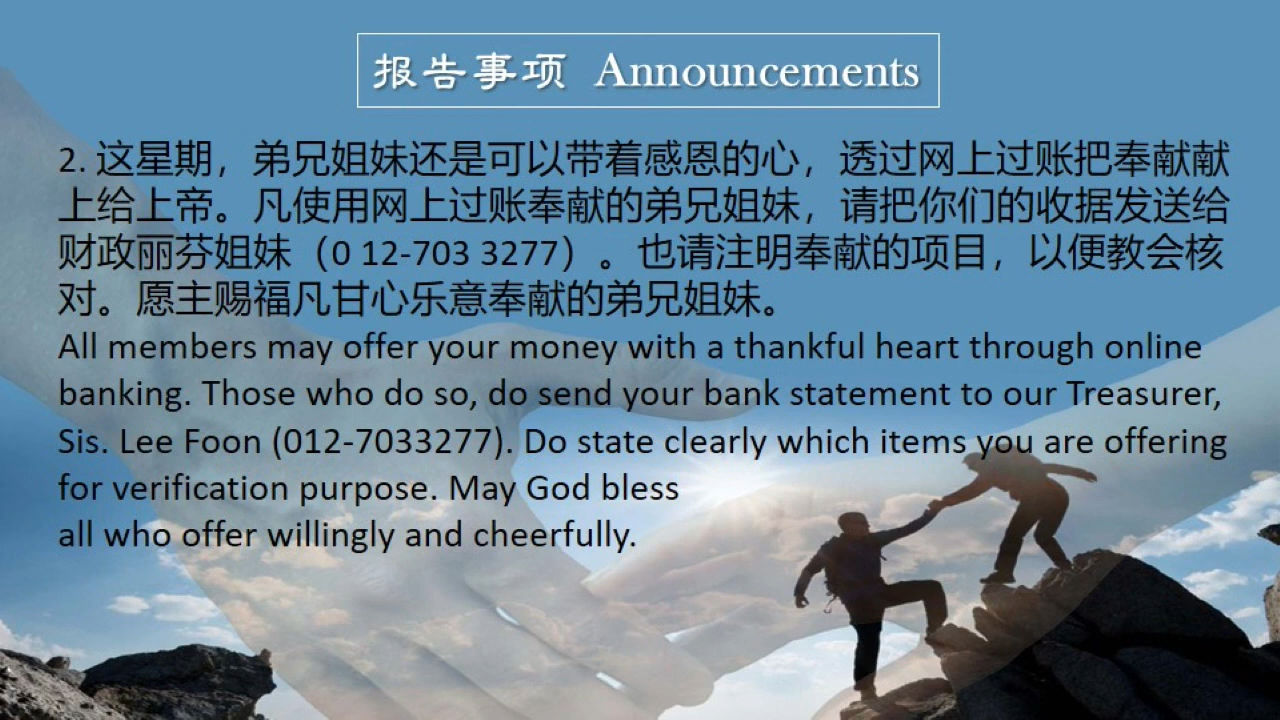 报告事项 Announcements
2. 这星期，弟兄姐妹还是可以带着感恩的心，透过网上过账把奉献献
上给上帝。凡使用网上过账奉献的弟兄姐妹，请把你们的收据发送给
财政丽芬姐妹（0 12-703 3277）。也请注明奉献的项目，以便教会核
对。愿主赐福凡甘心乐意奉献的弟兄姐妹。
All members may offer your money with a thankful heart through online
banking. Those who do so, do send your bank statement to our Treasurer,
Sis. Lee Foon (012-7033277). Do state clearly which items you are offering
for verification purpose. May God bless
all who offer willingly and cheerfully.